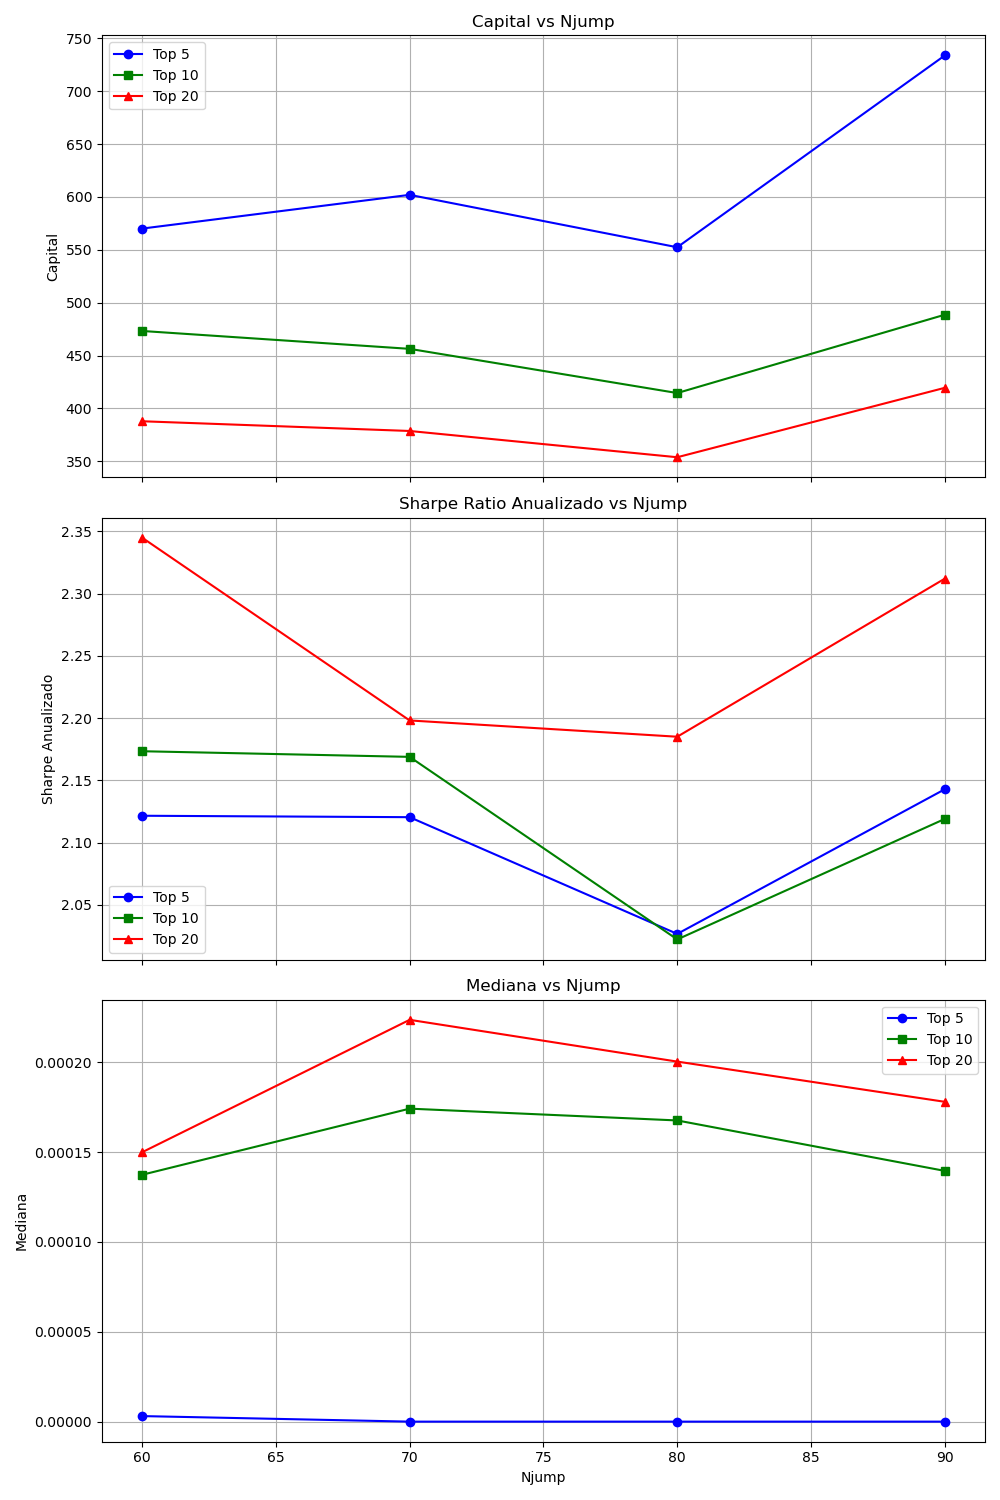 Capital vs Njump
750
700
650
600
550
500
450
400
350
Capital
Top 5
Top 10
Top 20
Sharpe Ratio Anualizado vs Njump
2.35
2.30
2.25
2.20
2.15
2.10
2.05
Sharpe Anualizado
Top 5
Top 10
Top 20
Mediana vs Njump
0.00020
0.00015
0.00010
0.00005
0.00000
Mediana
Top 5
Top 10
Top 20
60 65 70 75 80 85 90
Njump